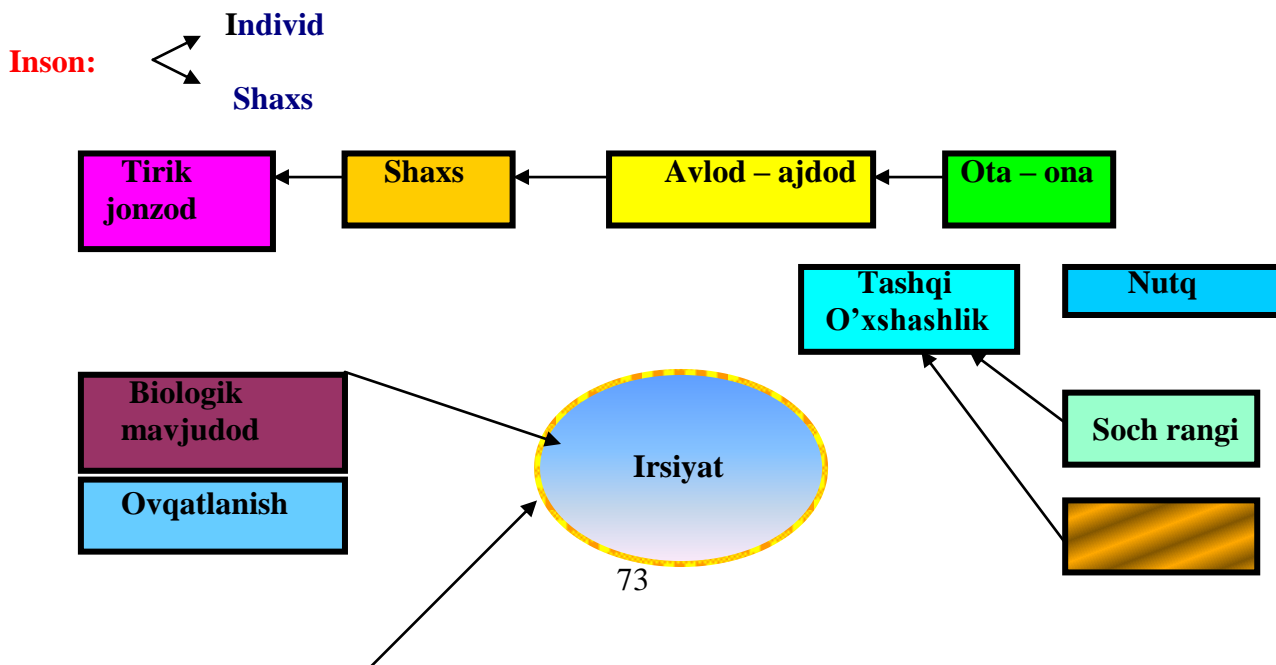 Individ
Inson:
Shaxs
Tirik
jonzod
Shaxs
Avlod – ajdod
Ota – ona
Tashqi
O’xshashlik
Nutq
Biologik
mavjudod
Ovqatlanish
Irsiyat
Soch rangi
73